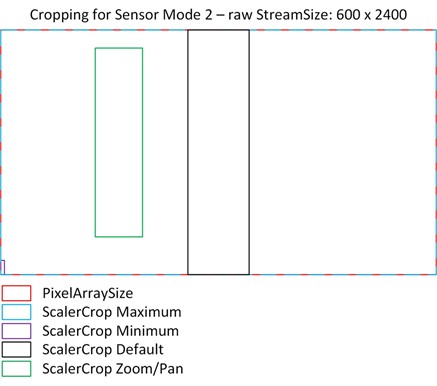 Cropping for Sensor Mode 2 – raw StreamSize: 600 x 2400
PixelArraySize
ScalerCrop Maximum
ScalerCrop Minimum
ScalerCrop Default
ScalerCrop Zoom/Pan